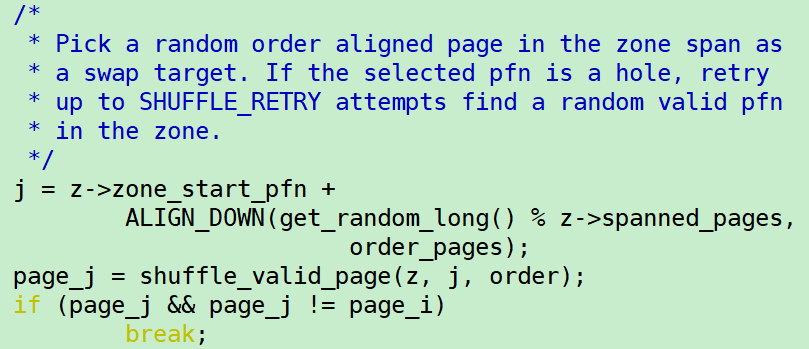 /*
 * Pick a random order aligned page in the zone span as
 * a swap target. If the selected pfn is a hole, retry
 * up to SHUFFLE_RETRY attempts find a random valid pfn
 * in the zone.
 */
j = z->zone_start_pfn +
        ALIGN_DOWN(get_random_long() % z->spanned_pages,
                        order_pages);
page_j = shuffle_valid_page(z, j, order);
if (page_j && page_j != page_i)
        break;